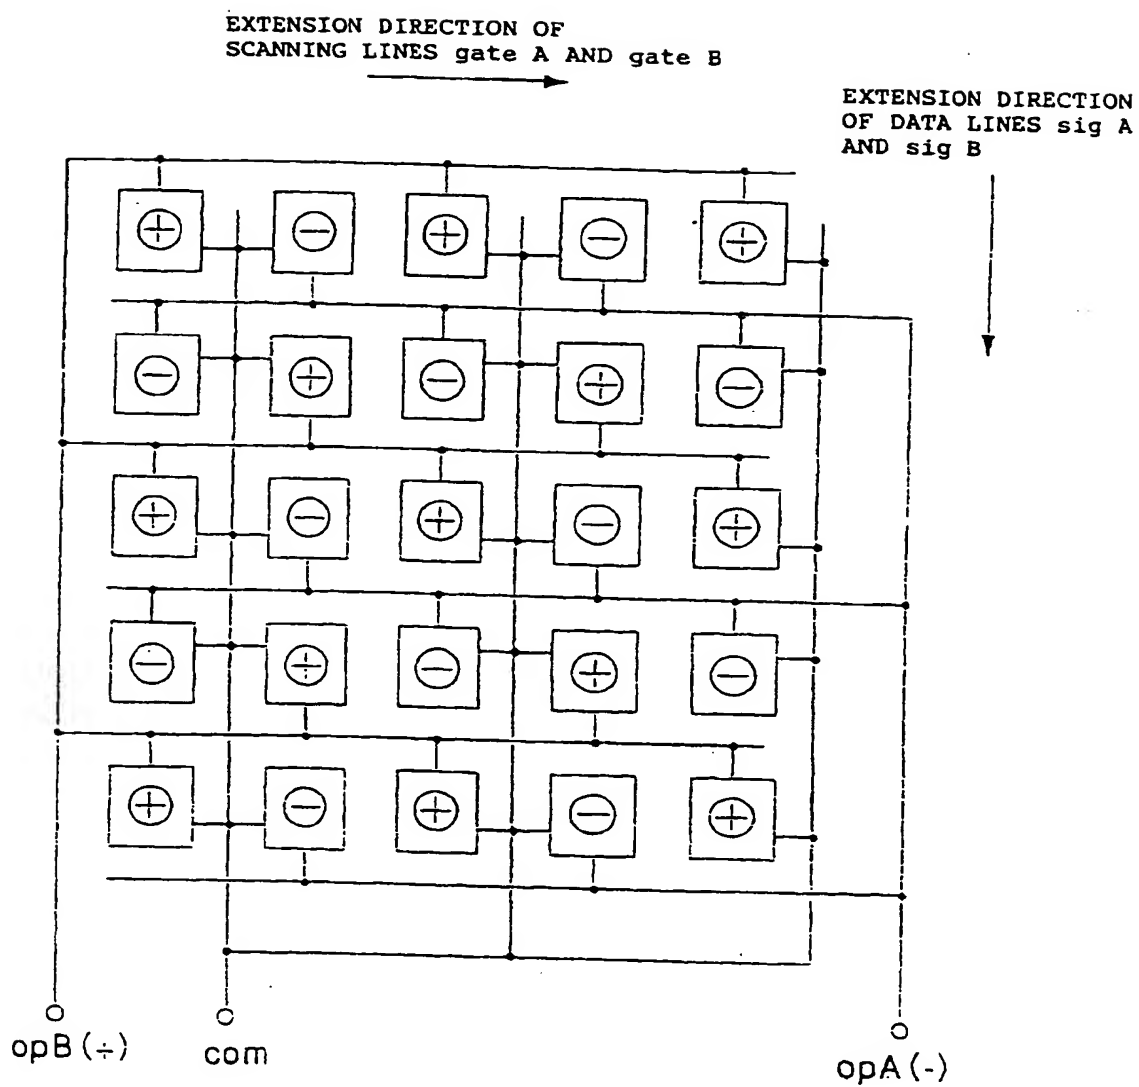 EXTENSION DIRECTION OF
SCANNING LINES gate A AND gate B
EXTENSION DIRECTION
OF DATA LINES sig A
AND sig B
+ − + − +
− + − + −
+ − + − +
− + − + −
+ − + − +
opB (÷)
com
opA (-)